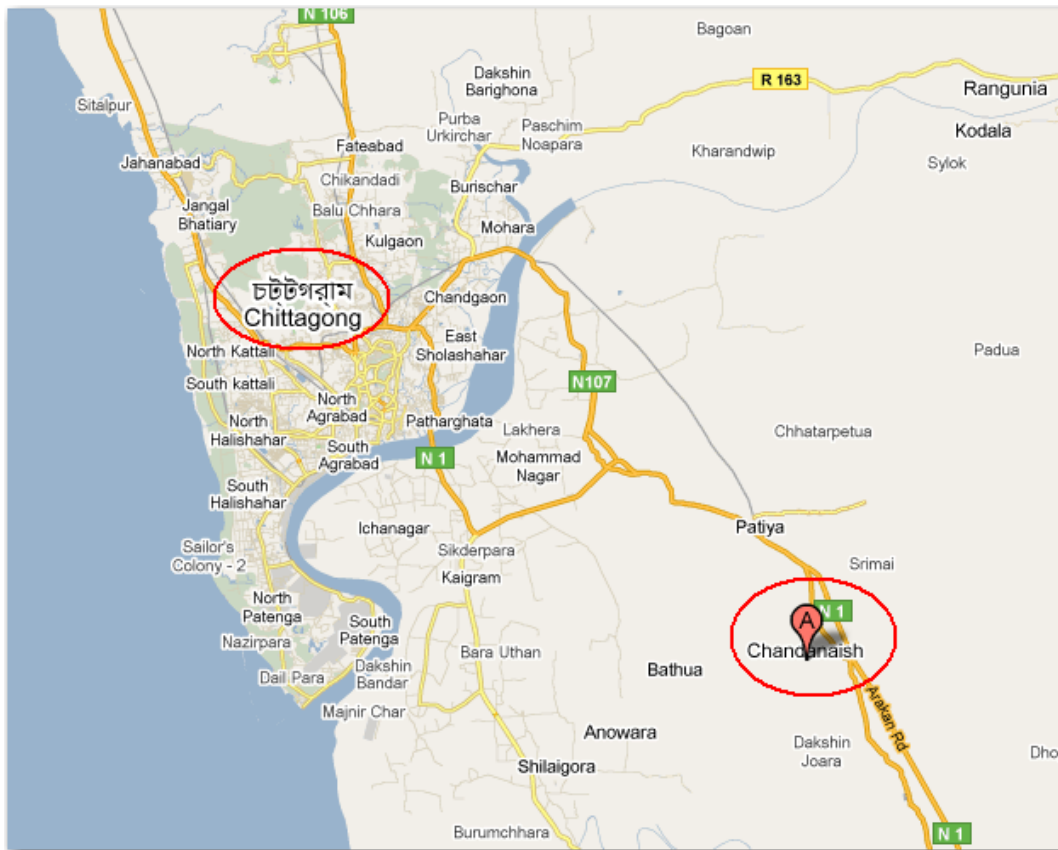 N 106
Bagoan
Dakshin
Barighona
R 163
Rangunia
Sitalpur
Purba
Urkirchar
Paschim
Noapara
Kodala
Fateabad
Kharandwip
Sylok
Jahanabad
Chikandadi
Burischar
Jangal
Bhatiary
Balu Chhara
Mohara
Kulgaon
চট্টগ্রাম
Chittagong
Chandgaon
East
Sholashahar
North Kattali
Padua
South kattali
N107
North
Agrabad
North
Halishahar
Patharghata
Lakhera
Chhatarpetua
South
Agrabad
N 1
Mohammad
Nagar
South
Halishahar
Ichanagar
Patiya
Sikderpara
Sailor's
Colony - 2
Srimai
Kaigram
North
Patenga
N 1
A
South
Patenga
Nazirpara
Bara Uthan
Chandanaish
Dail Para
Dakshin
Bandar
Bathua
Majnir Char
Arakan Rd
Anowara
Dakshin
Joara
Dho
Shilaigora
Burumchhara
N 1